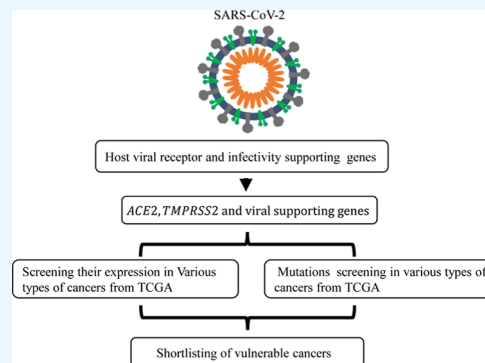 SARS-CoV-2
Host viral receptor and infectivity supporting genes
ACE2,TMPRSS2 and viral supporting genes
Screening their expression in Various
types of cancers from TCGA
Mutations screening in various types of
cancers from TCGA
Shortlisting of vulnerable cancers